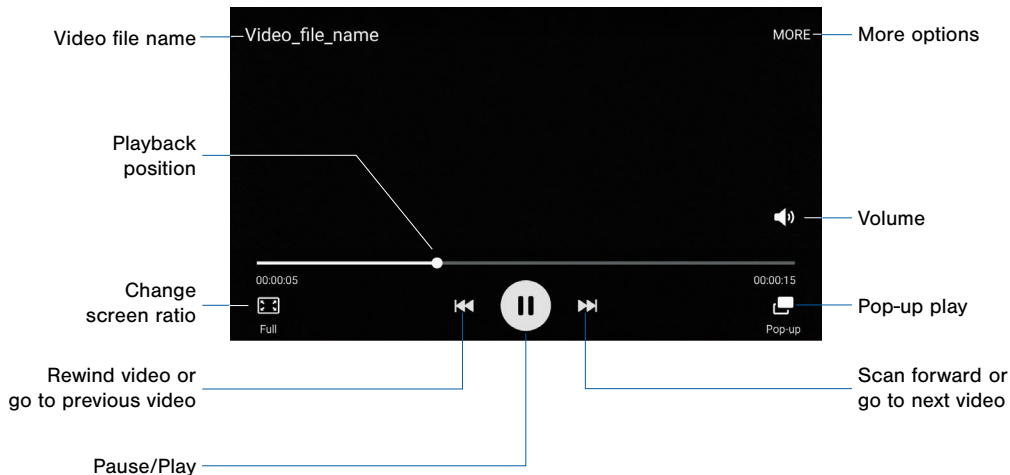 Video file name
Video_file_name
MORE
More options
Playback
position
Volume
00:00:05
00:00:15
Change
screen ratio
Full
Pop-up
Pop-up play
Rewind video or
go to previous video
Scan forward or
go to next video
Pause/Play